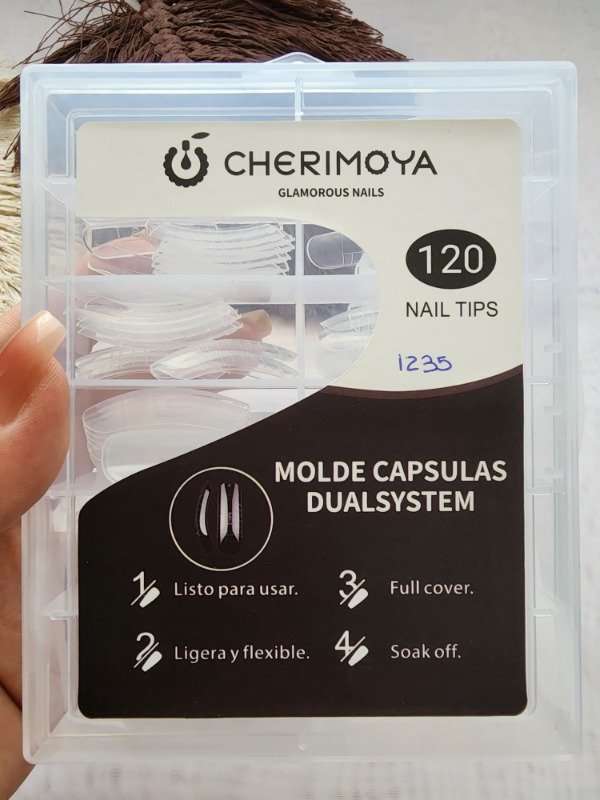 CHERIMOYA
GLAMOROUS NAILS
120
NAIL TIPS
1235
MOLDE CAPSULAS
DUALSYSTEM
1 Listo para usar.
3 Full cover.
2 Ligera y flexible.
4 Soak off.